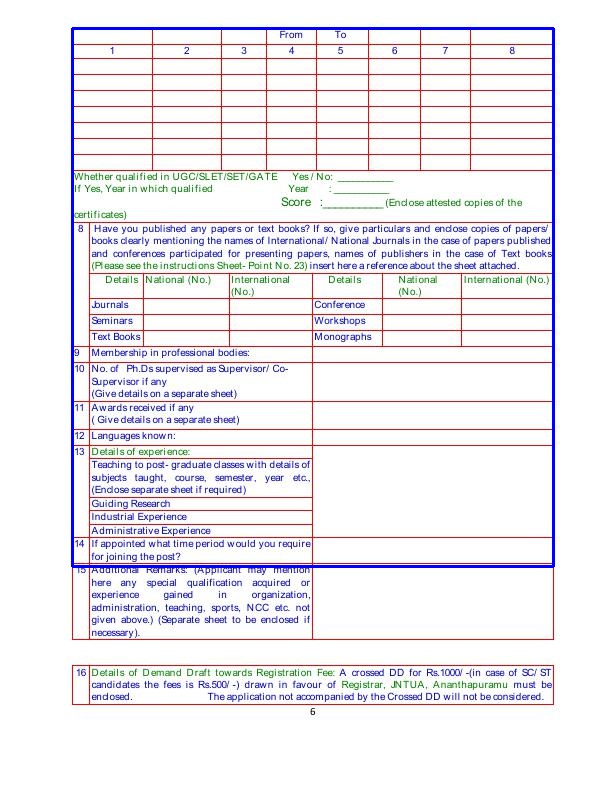 From To
1 2 3 4 5 6 7 8
Whether qualified in UGC/SLET/SET/GATE Yes / No: __________
If Yes, Year in which qualified Year : __________
Score :__________ (Enclose attested copies of the
certificates)
8 Have you published any papers or text books? If so, give particulars and enclose copies of papers/
books clearly mentioning the names of International/ National Journals in the case of papers published
and conferences participated for presenting papers, names of publishers in the case of Text books
(Please see the instructions Sheet- Point No. 23) insert here a reference about the sheet attached.
Details National (No.) International Details National International (No.)
(No.) (No.)
Journals Conference
Seminars Workshops
Text Books Monographs
9 Membership in professional bodies:
10 No. of Ph.Ds supervised as Supervisor/ Co-
Supervisor if any
(Give details on a separate sheet)
11 Awards received if any
( Give details on a separate sheet)
12 Languages known:
13 Details of experience:
Teaching to post- graduate classes with details of
subjects taught, course, semester, year etc.,
(Enclose separate sheet if required)
Guiding Research
Industrial Experience
Administrative Experience
14 If appointed what time period would you require
for joining the post?
15 Additional Remarks: (Applicant may mention
here any special qualification acquired or
experience gained in organization,
administration, teaching, sports, NCC etc. not
given above.) (Separate sheet to be enclosed if
necessary).
16 Details of Demand Draft towards Registration Fee: A crossed DD for Rs.1000/ -(in case of SC/ ST
candidates the fees is Rs.500/ -) drawn in favour of Registrar, JNTUA, Ananthapuramu must be
enclosed. The application not accompanied by the Crossed DD will not be considered.
6